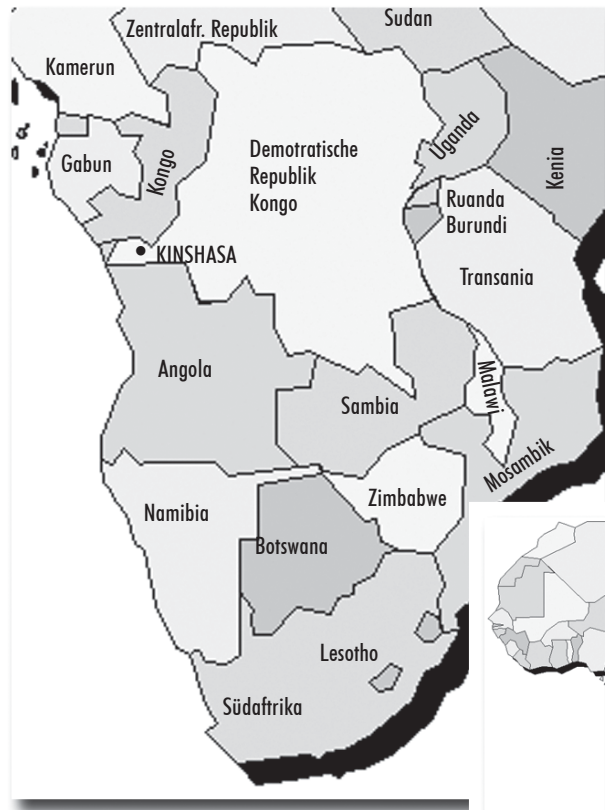 Sudan
Zentralafr. Republik
Kamerun
Uganda
Kenia
Gabun
Kongo
Demotratische
Republik
Kongo
Ruanda
Burundi
KINSHASA
Transania
Angola
Malawi
Sambia
Mosambik
Zimbabwe
Namibia
Botswana
Lesotho
Südaftrika